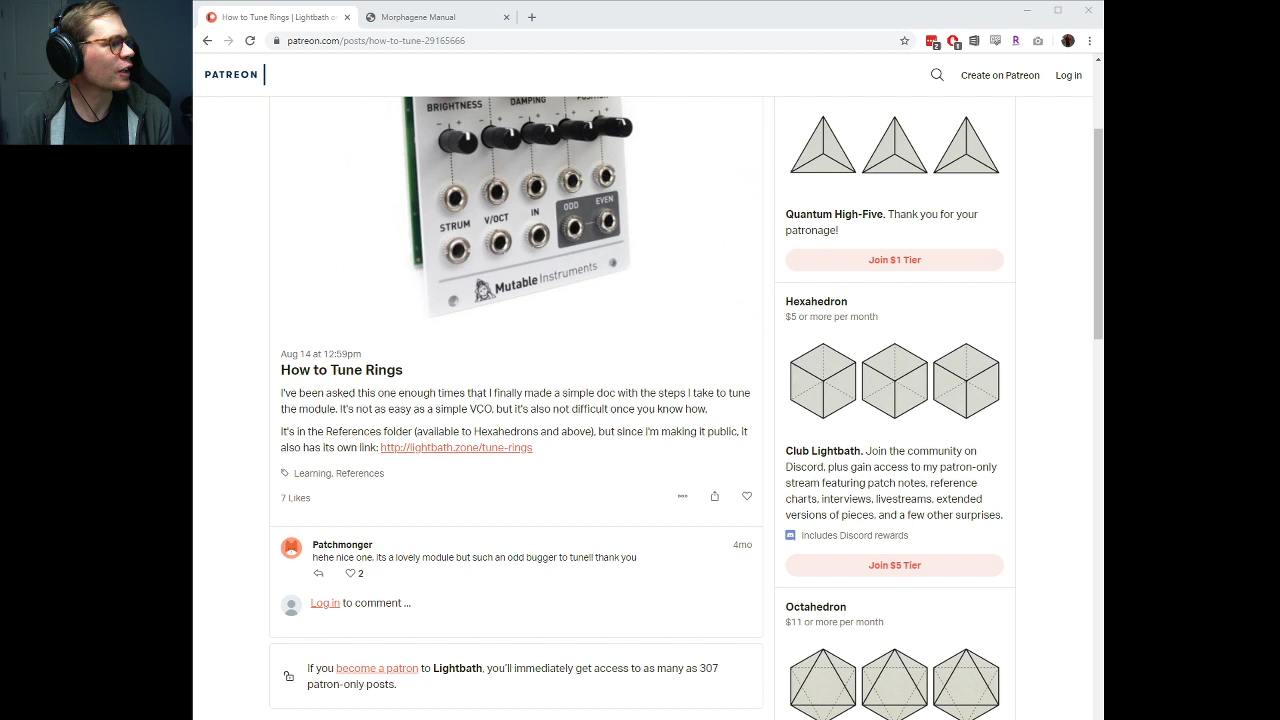 How to Tune Rings | Lightbath o
Morphagene Manual
patreon.com/posts/how-to-tune-29165666
PATREON
Create on Patreon
Log in
BRIGHTNESS
DAMPING
STRUM
V/OCT
IN
ODD
EVEN
Mutable Instruments
Aug 14 at 12:59pm
How to Tune Rings
I've been asked this one enough times that I finally made a simple doc with the steps I take to tune
the module. It's not as easy as a simple VCO, but it's also not difficult once you know how.
It's in the References folder (available to Hexahedrons and above), but since I'm making it public, it
also has its own link: http://lightbath.zone/tune-rings
Learning, References
7 Likes
Patchmonger
4mo
hehe nice one. its a lovely module but such an odd bugger to tune!! thank you
2
Log in to comment ...
If you become a patron to Lightbath, you'll immediately get access to as many as 307
patron-only posts.
Quantum High-Five. Thank you for your
patronage!
Join $1 Tier
Hexahedron
$5 or more per month
Club Lightbath. Join the community on
Discord, plus gain access to my patron-only
stream featuring patch notes, reference
charts, interviews, livestreams, extended
versions of pieces, and a few other surprises.
Includes Discord rewards
Join $5 Tier
Octahedron
$11 or more per month